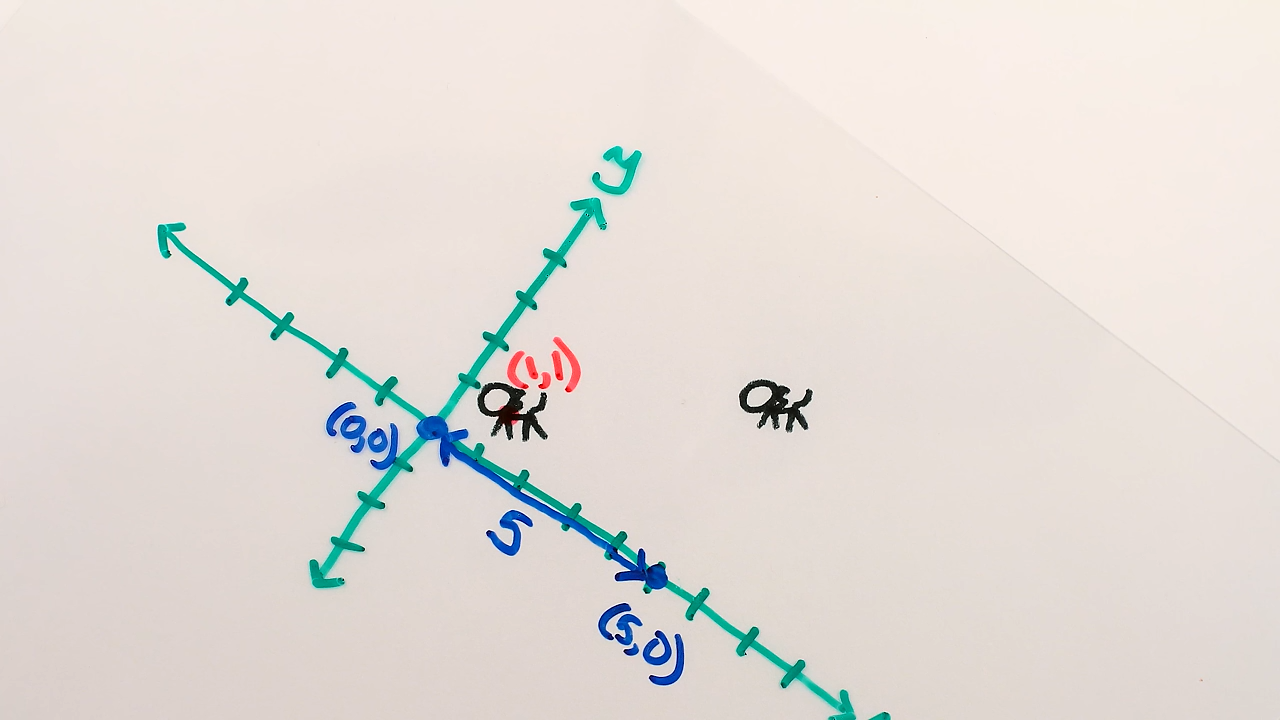 y
(1,1)
(0,0)
5
(5,0)